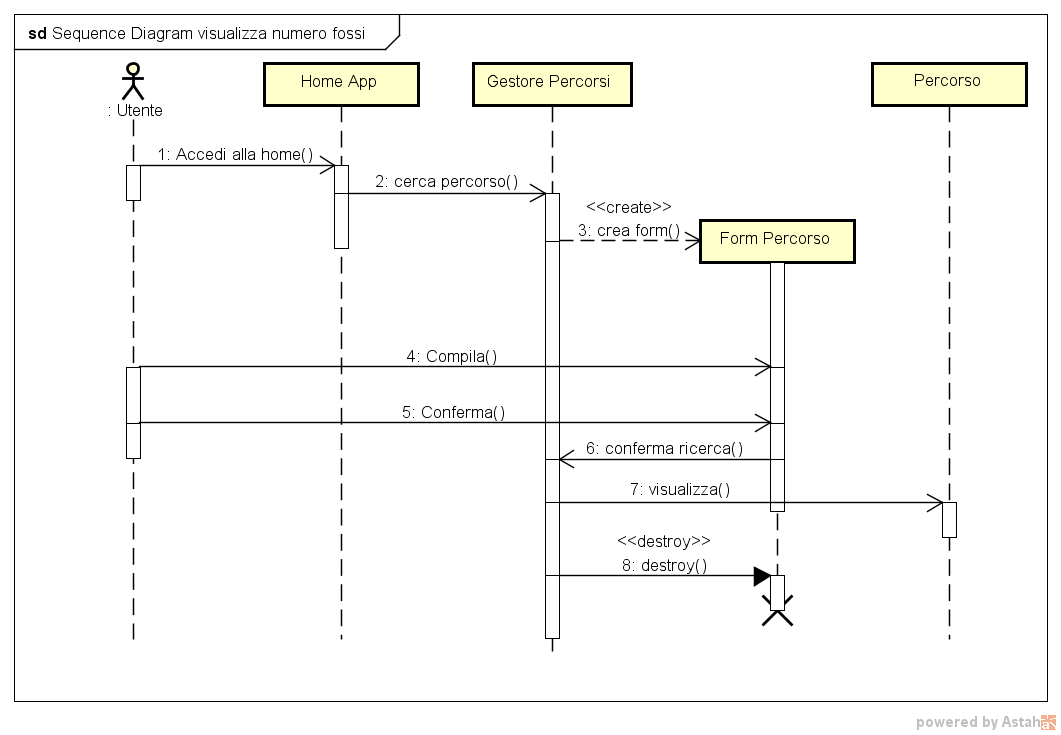 sd Sequence Diagram visualizza numero fossi
: Utente
Home App
Gestore Percorsi
Percorso
1: Accedi alla home()
2: cerca percorso()
<<create>>
3: crea form()
Form Percorso
4: Compila()
5: Conferma()
6: conferma ricerca()
7: visualizza()
<<destroy>>
8: destroy()
powered by Astah